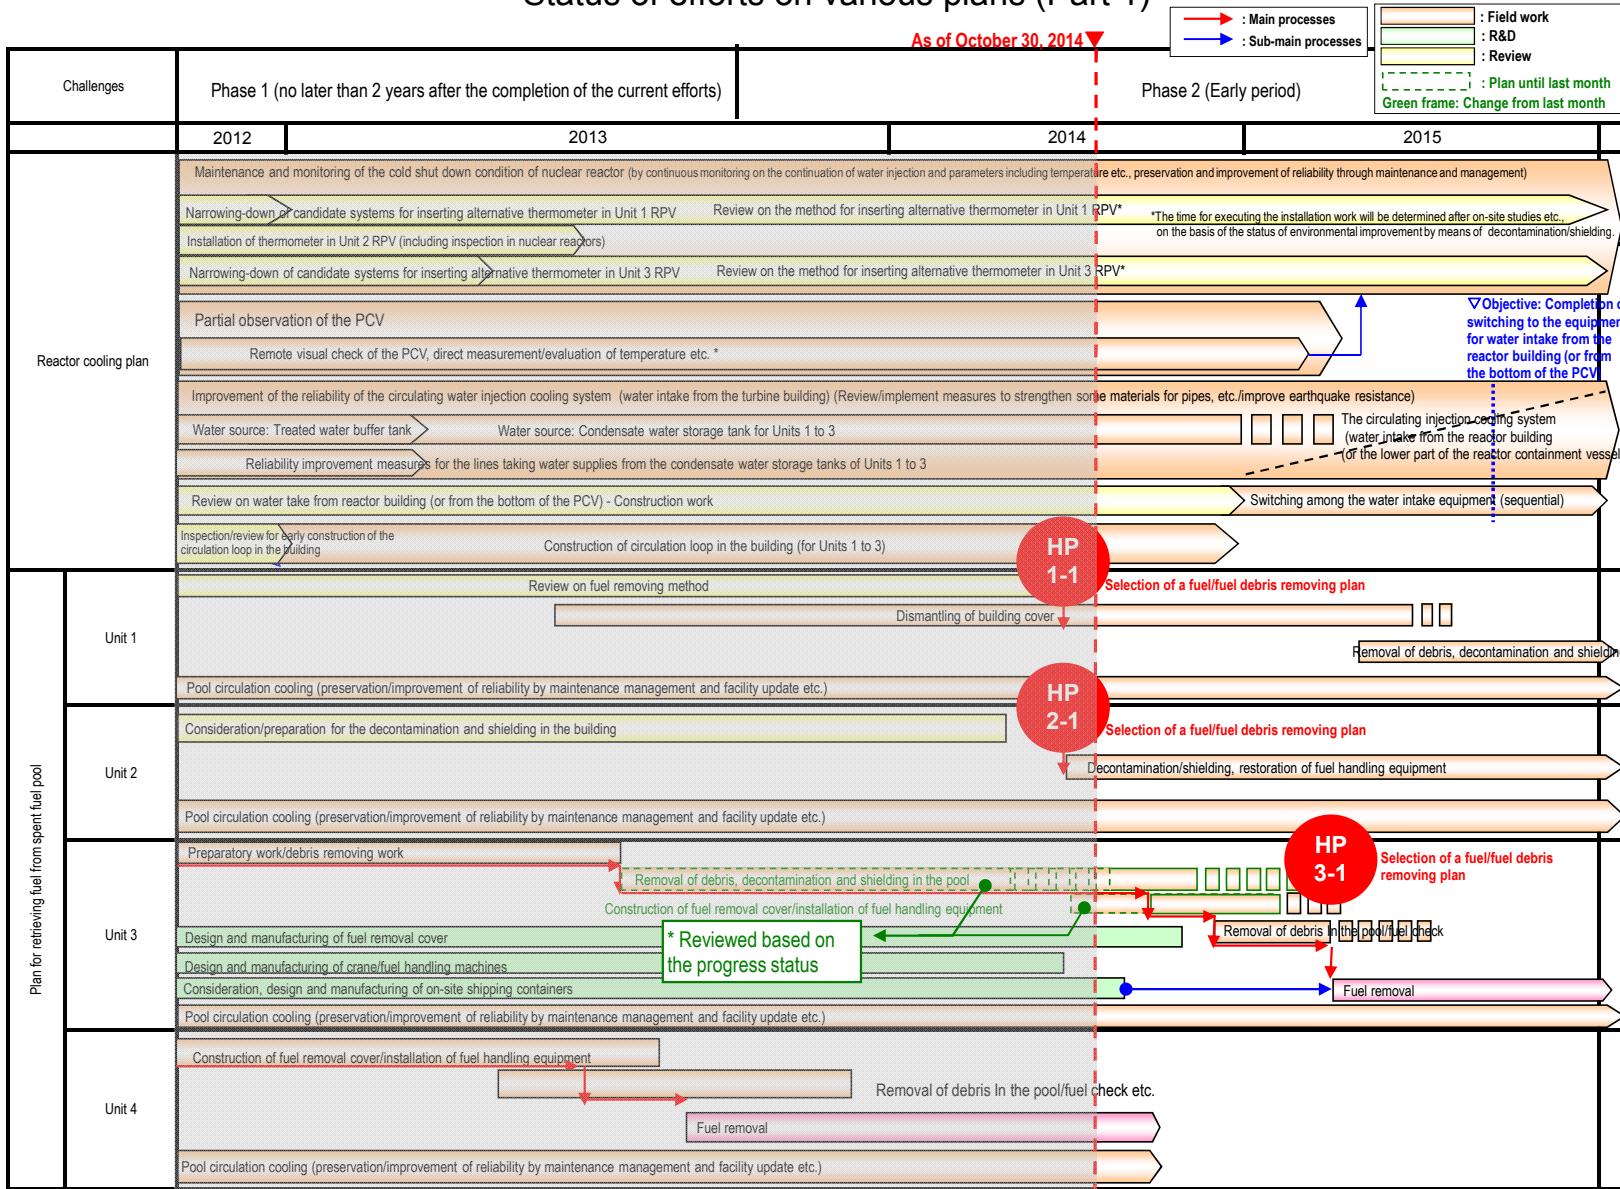 Status of efforts on various plans (Part 1)
: Main processes
: Sub-main processes
: Field work
: R&D
: Review
: Plan until last month
Green frame: Change from last month
As of October 30, 2014
Challenges
Phase 1 (no later than 2 years after the completion of the current efforts)
Phase 2 (Early period)
2012
2013
2014
2015
Reactor cooling plan
Maintenance and monitoring of the cold shut down condition of nuclear reactor (by continuous monitoring on the continuation of water injection and parameters including temperature etc., preservation and improvement of reliability through maintenance and management)
Narrowing-down of candidate systems for inserting alternative thermometer in Unit 1 RPV
Review on the method for inserting alternative thermometer in Unit 1 RPV*
*The time for executing the installation work will be determined after on-site studies etc.,
on the basis of the status of environmental improvement by means of decontamination/shielding.
Installation of thermometer in Unit 2 RPV (including inspection in nuclear reactors)
Narrowing-down of candidate systems for inserting alternative thermometer in Unit 3 RPV
Review on the method for inserting alternative thermometer in Unit 3 RPV*
Partial observation of the PCV
Remote visual check of the PCV, direct measurement/evaluation of temperature etc. *
▽Objective: Completion
switching to the equipmen
for water intake from the
reactor building (or from
the bottom of the PCV
Improvement of the reliability of the circulating water injection cooling system (water intake from the turbine building) (Review/implement measures to strengthen some materials for pipes, etc./improve earthquake resistance)
Water source: Treated water buffer tank
Water source: Condensate water storage tank for Units 1 to 3
The circulating injection cooling system
(water intake from the reactor building
(or the lower part of the reactor containment vessel
Reliability improvement measures for the lines taking water supplies from the condensate water storage tanks of Units 1 to 3
Review on water take from reactor building (or from the bottom of the PCV) - Construction work
Switching among the water intake equipment (sequential)
Inspection/review for early construction of the
circulation loop in the building
Construction of circulation loop in the building (for Units 1 to 3)
HP
1-1
Plan for retrieving fuel from spent fuel pool
Unit 1
Review on fuel removing method
Selection of a fuel/fuel debris removing plan
Dismantling of building cover
Removal of debris, decontamination and shieldin
Pool circulation cooling (preservation/improvement of reliability by maintenance management and facility update etc.)
HP
2-1
Unit 2
Consideration/preparation for the decontamination and shielding in the building
Selection of a fuel/fuel debris removing plan
Decontamination/shielding, restoration of fuel handling equipment
Pool circulation cooling (preservation/improvement of reliability by maintenance management and facility update etc.)
Unit 3
Preparatory work/debris removing work
HP
3-1
Selection of a fuel/fuel debris
removing plan
Removal of debris, decontamination and shielding in the pool
Construction of fuel removal cover/installation of fuel handling equipment
Removal of debris In the pool/fuel check
Design and manufacturing of fuel removal cover
* Reviewed based on
the progress status
Design and manufacturing of crane/fuel handling machines
Consideration, design and manufacturing of on-site shipping containers
Fuel removal
Pool circulation cooling (preservation/improvement of reliability by maintenance management and facility update etc.)
Unit 4
Construction of fuel removal cover/installation of fuel handling equipment
Removal of debris In the pool/fuel check etc.
Fuel removal
Pool circulation cooling (preservation/improvement of reliability by maintenance management and facility update etc.)